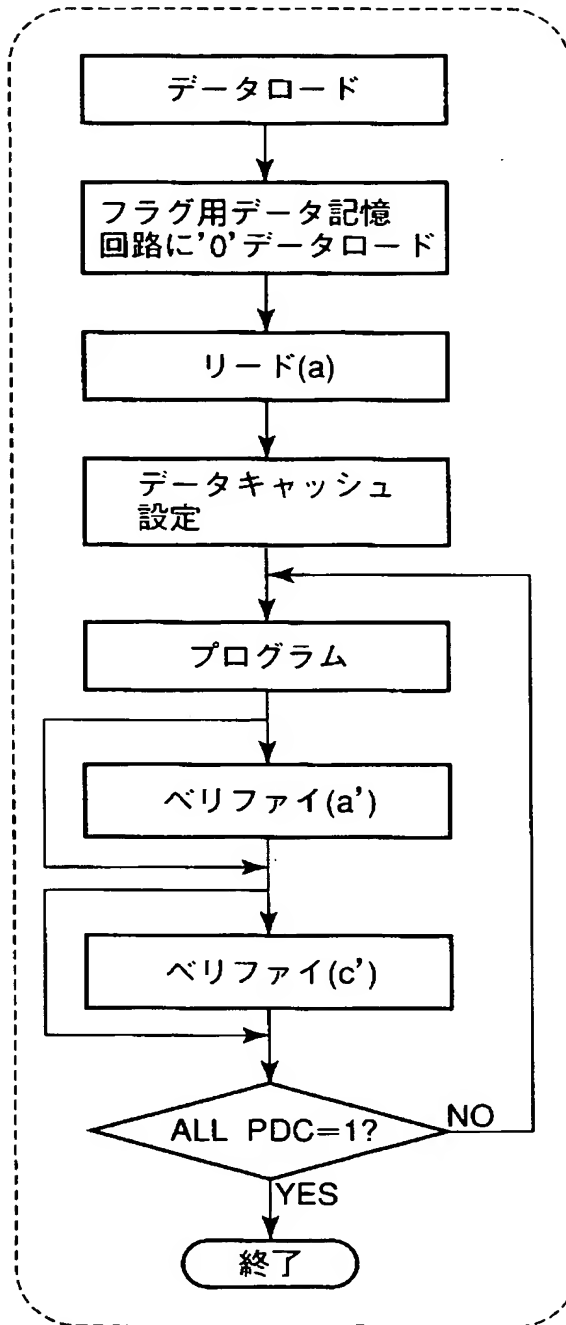 データロード
フラグ用データ記憶
回路に'0'データロード
リード(a)
データキャッシュ
設定
プログラム
ベリファイ(a')
ベリファイ(c')
ALL PDC=1?
NO
YES
終了